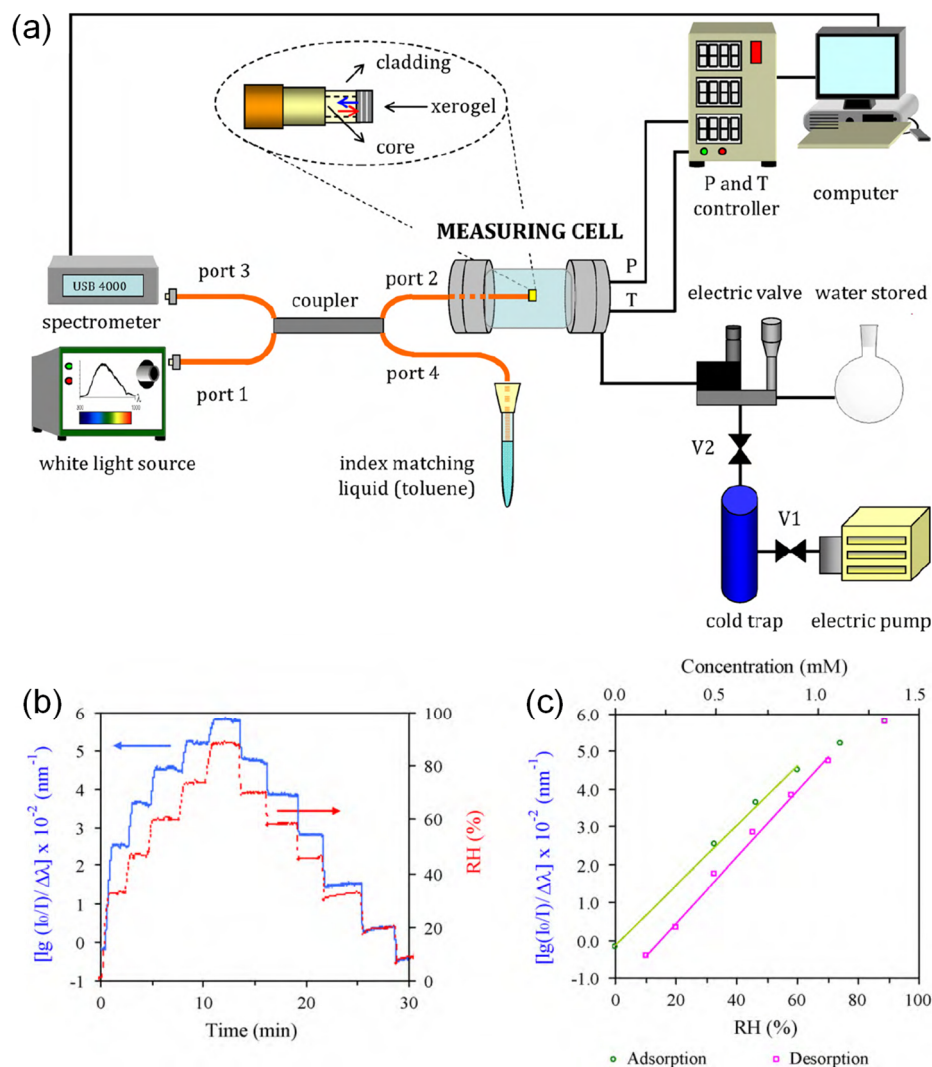 (a)
cladding
xerogel
core
P and T
controller
computer
MEASURING CELL
P
T
port 3
port 2
USB 4000
coupler
spectrometer
electric valve
water stored
port 1
port 4
λ
white light source
index matching
liquid (toluene)
V2
V1
cold trap
electric pump
(b)
[lg (I₀/I)/Δλ] x 10⁻² (nm⁻¹)
6
5
4
3
2
1
0
-1
100
80
60
40
20
0
RH (%)
0
10
20
30
Time (min)
(c)
Concentration (mM)
0.0
0.5
1.0
1.5
[lg(I₀/I)/Δλ] x 10⁻² (nm⁻¹)
6.0
5.0
4.0
3.0
2.0
1.0
0.0
-1.0
0
20
40
60
80
100
RH (%)
Adsorption
Desorption